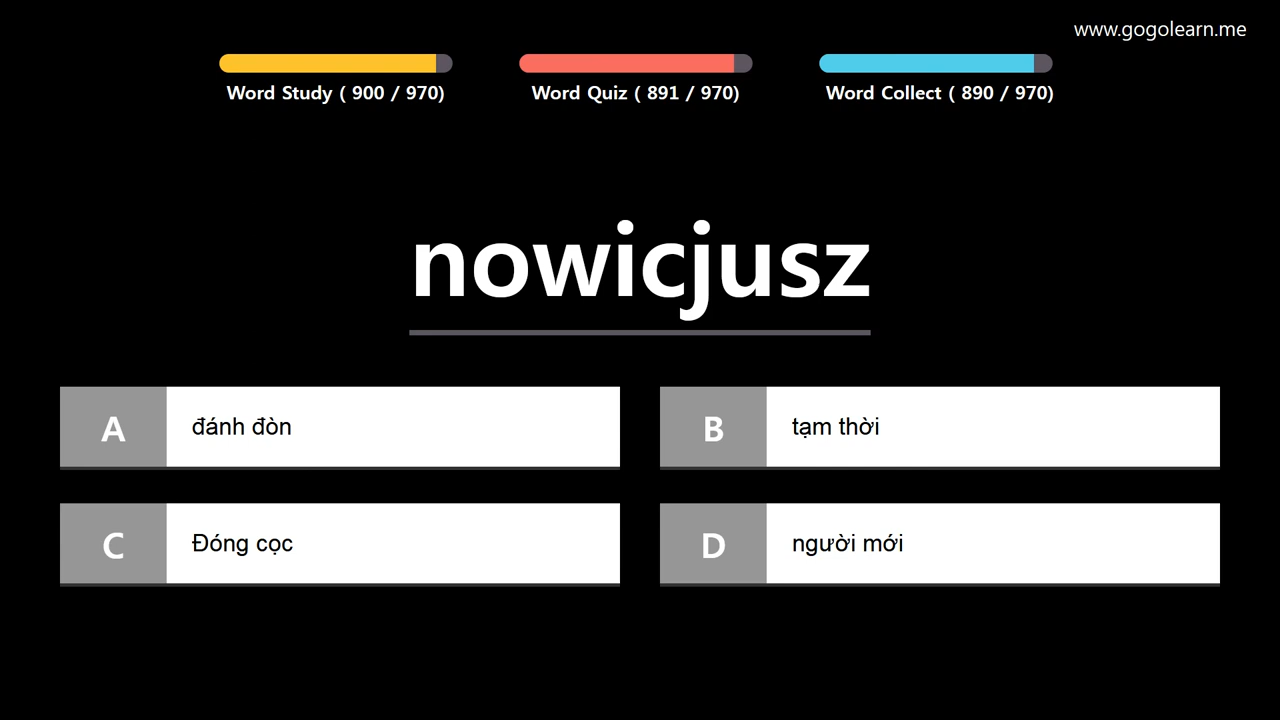 www.gogolearn.me
Word Study ( 900 / 970)
Word Quiz ( 891 / 970)
Word Collect ( 890 / 970)
nowicjusz
A
đánh đòn
B
tạm thời
C
Đóng cọc
D
người mới